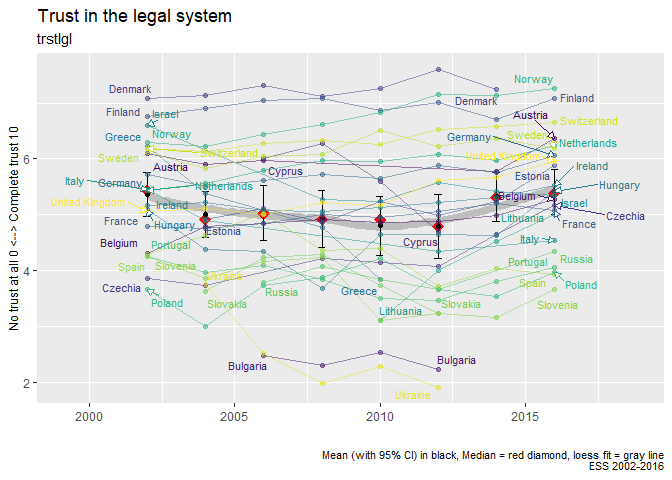 Trust in the legal system
trstlgl
No trust at all 0 <--> Complete trust 10
6
4
2
2000
2005
2010
2015
Denmark
Finland
Israel
Greece
Norway
Sweden
Switzerland
Austria
Italy
Germany
Netherlands
Cyprus
United Kingdom
Ireland
France
Hungary
Estonia
Belgium
Portugal
Spain
Slovenia
Ukraine
Czechia
Poland
Slovakia
Russia
Bulgaria
Greece
Cyprus
Lithuania
Slovakia
Bulgaria
Ukraine
Norway
Denmark
Finland
Austria
Switzerland
Germany
Sweden
Netherlands
United Kingdom
Ireland
Estonia
Hungary
Belgium
Israel
Czechia
Lithuania
France
Italy
Portugal
Russia
Spain
Poland
Slovenia
Mean (with 95% CI) in black, Median = red diamond, loess fit = gray line
ESS 2002-2016